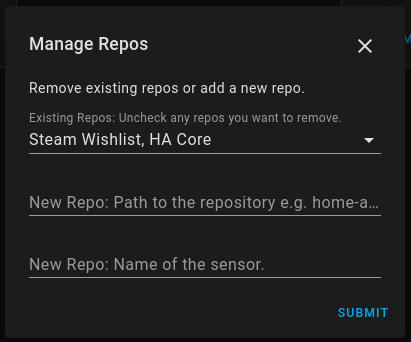 Manage Repos
Remove existing repos or add a new repo.
Existing Repos: Uncheck any repos you want to remove.
Steam Wishlist, HA Core
New Repo: Path to the repository e.g. home-a...
New Repo: Name of the sensor.
SUBMIT